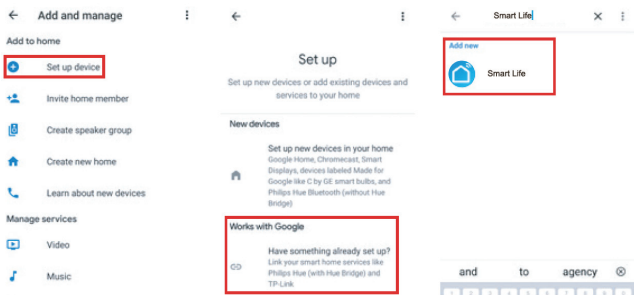 Add and manage
Add to home
Set up device
Invite home member
Create speaker group
Create new home
Learn about new devices
Manage services
Video
Music
Set up
Set up new devices or add existing devices and
services to your home
New devices
Set up new devices in your home
Google Home, Chromecast, Smart
Displays, devices labeled Made for
Google like C by GE smart bulbs, and
Philips Hue Bluetooth (without Hue
Bridge)
Works with Google
Have something already set up?
Link your smart home services like
Philips Hue (with Hue Bridge) and
TP-Link
Smart Life
Add new
Smart Life
and to agency